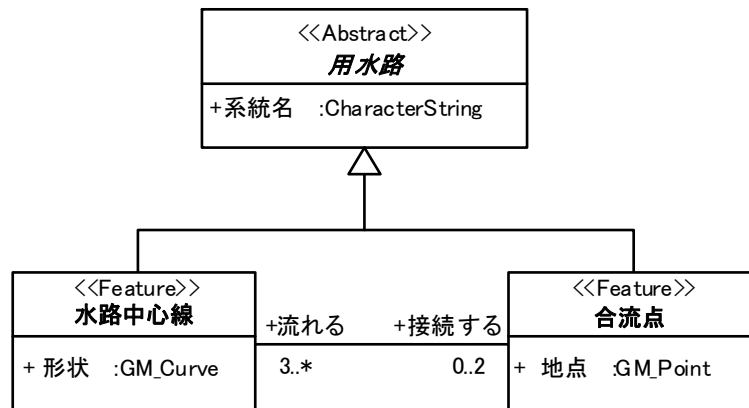 <<Abstract>>
用水路
+系統名 :CharacterString
<<Feature>>
水路中心線
+ 形状 :GM_Curve
+流れる
3..*
+接続する
0..2
<<Feature>>
合流点
+ 地点 :GM_Point